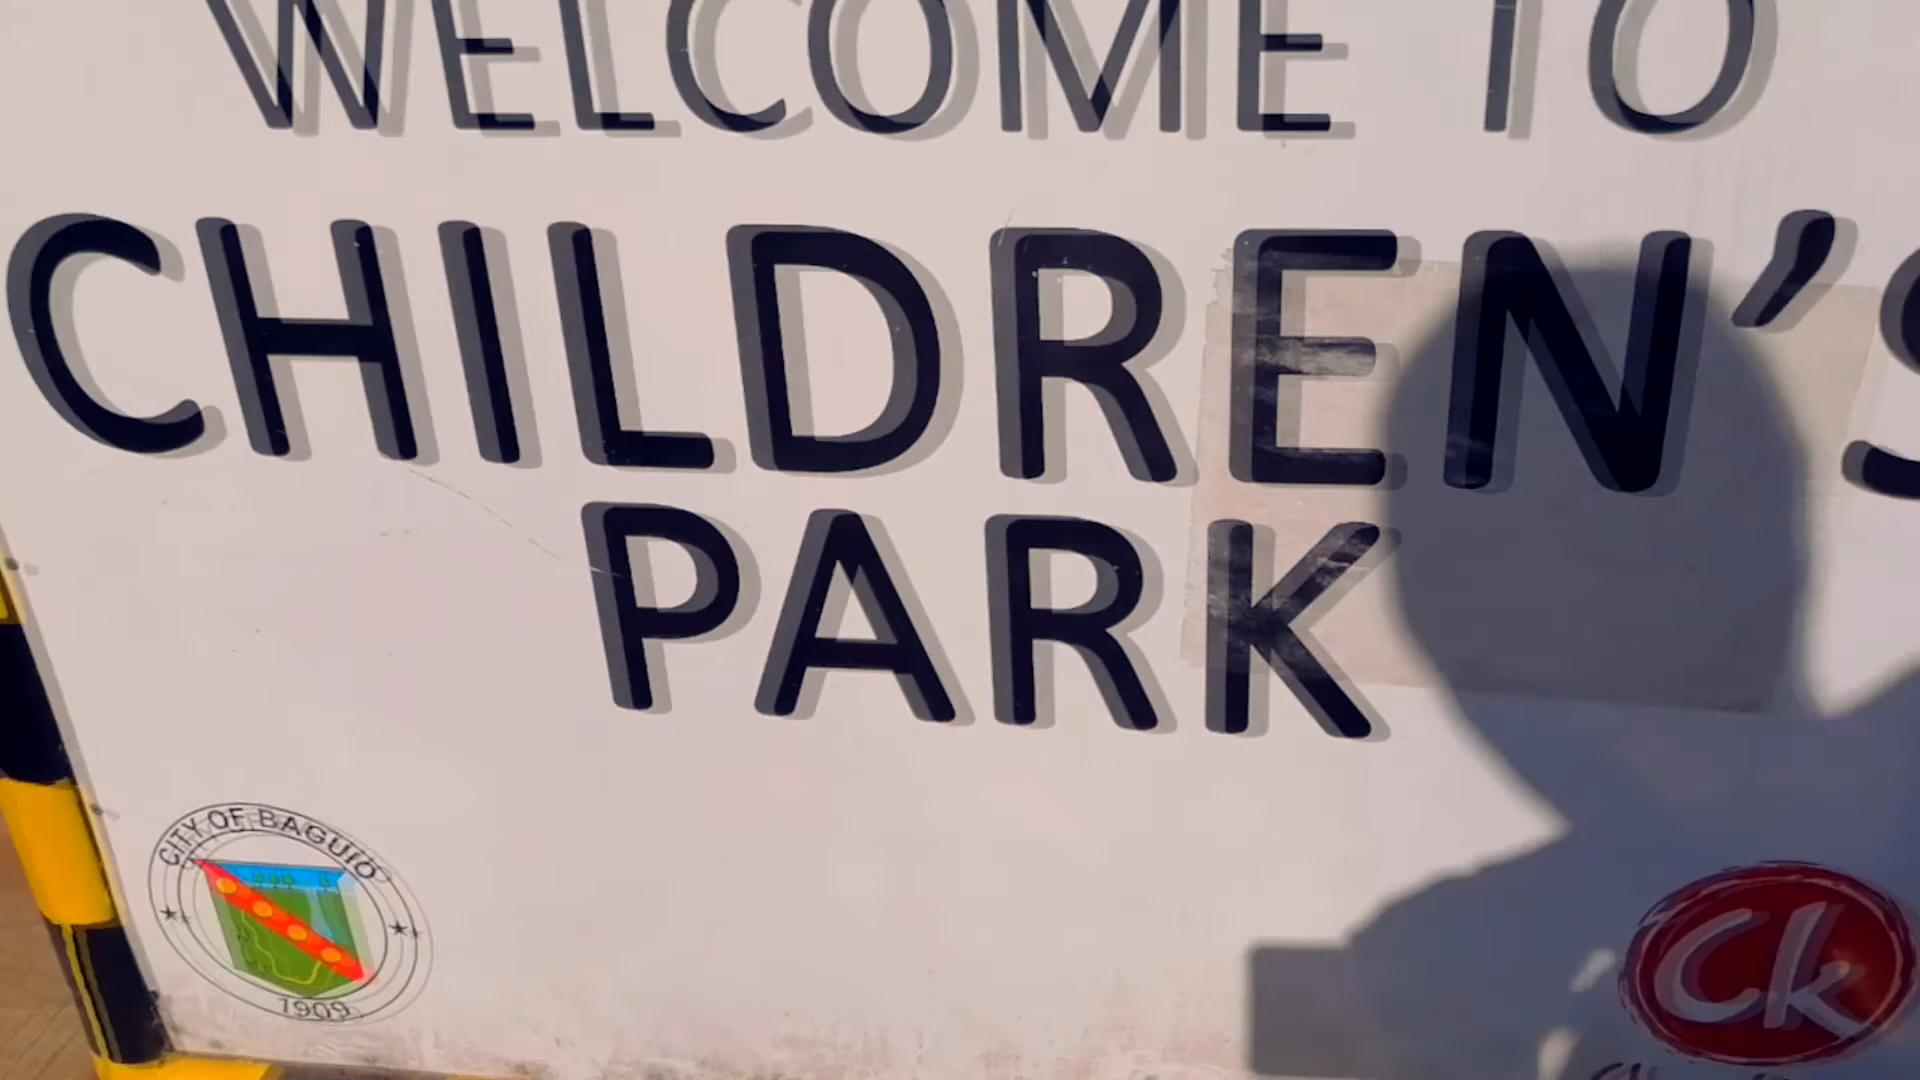 WELCOME TO
CHILDREN'S
PARK
CITY OF BAGUIO
1909
Ck